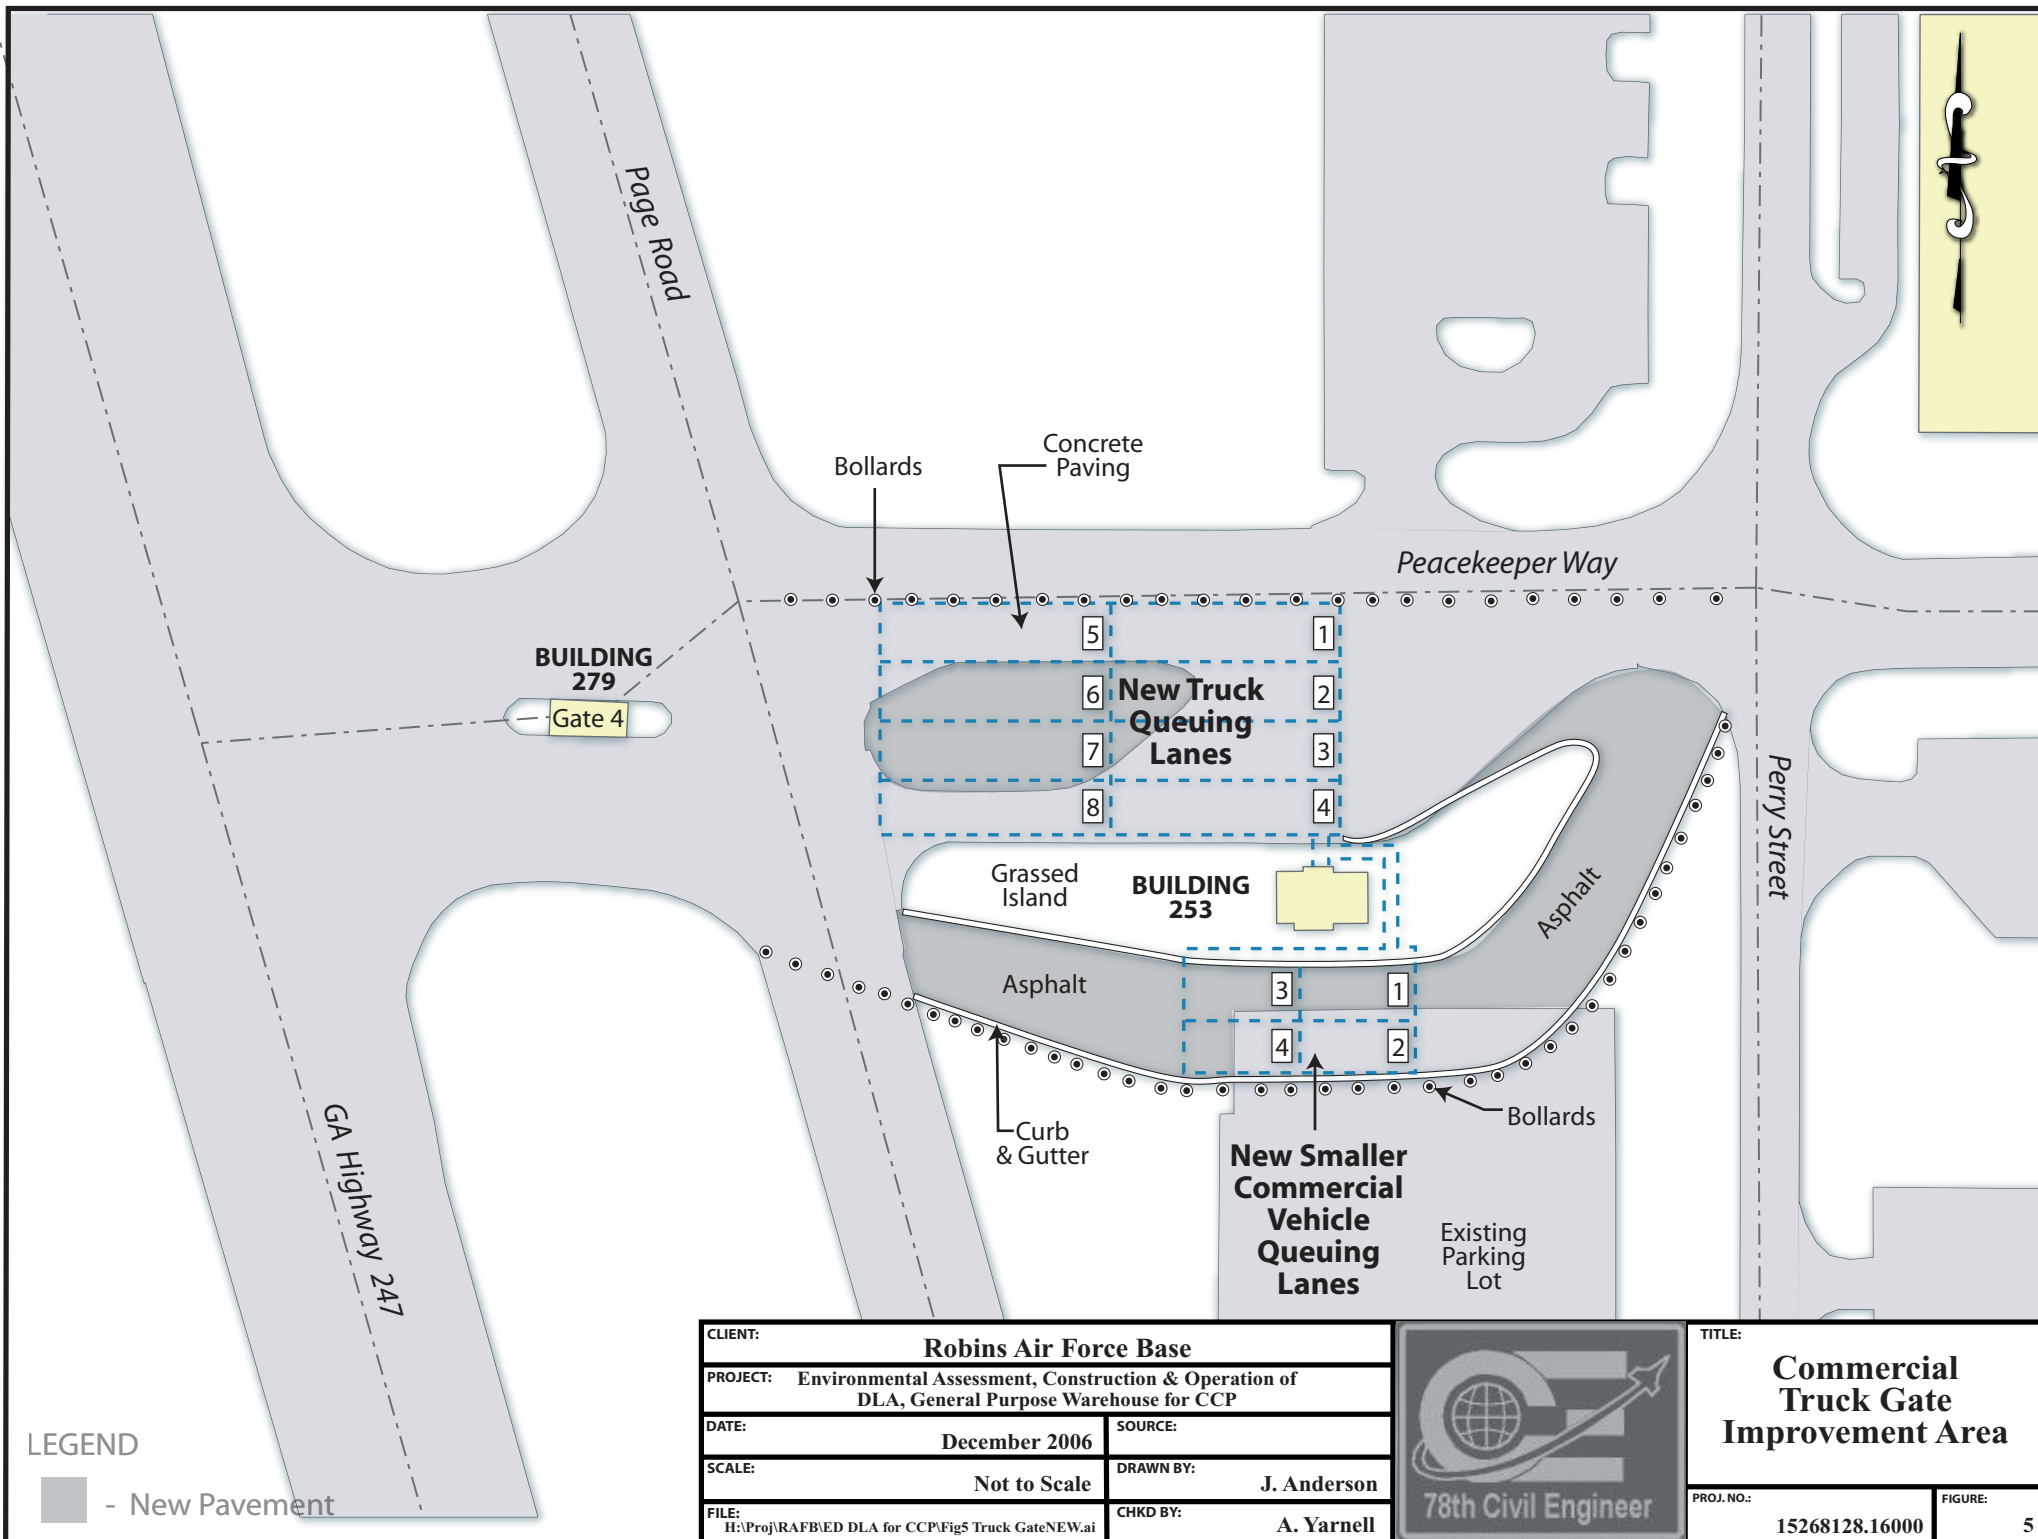 Page Road
Bollards
Concrete
Paving
Peacekeeper Way
BUILDING
279
Gate 4
5
1
6
2
7
3
8
4
New Truck
Queuing
Lanes
Grassed
Island
BUILDING
253
Asphalt
Perry Street
Asphalt
3
1
4
2
Curb
& Gutter
Bollards
New Smaller
Commercial
Vehicle
Queuing
Lanes
Existing
Parking
Lot
GA Highway 247
LEGEND
- New Pavement
CLIENT:
Robins Air Force Base
PROJECT: Environmental Assessment, Construction & Operation of
DLA, General Purpose Warehouse for CCP
DATE:
December 2006
SOURCE:
SCALE:
Not to Scale
DRAWN BY:
J. Anderson
FILE:
H:\Proj\RAFB\ED DLA for CCP\Fig5 Truck GateNEW.ai
CHKD BY:
A. Yarnell
78th Civil Engineer
TITLE:
Commercial
Truck Gate
Improvement Area
PROJ. NO.:
15268128.16000
FIGURE:
5